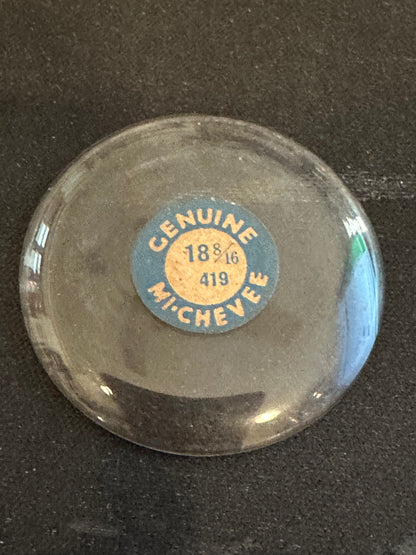 GENUINE
18 8/16
419
MI-CHEVEE